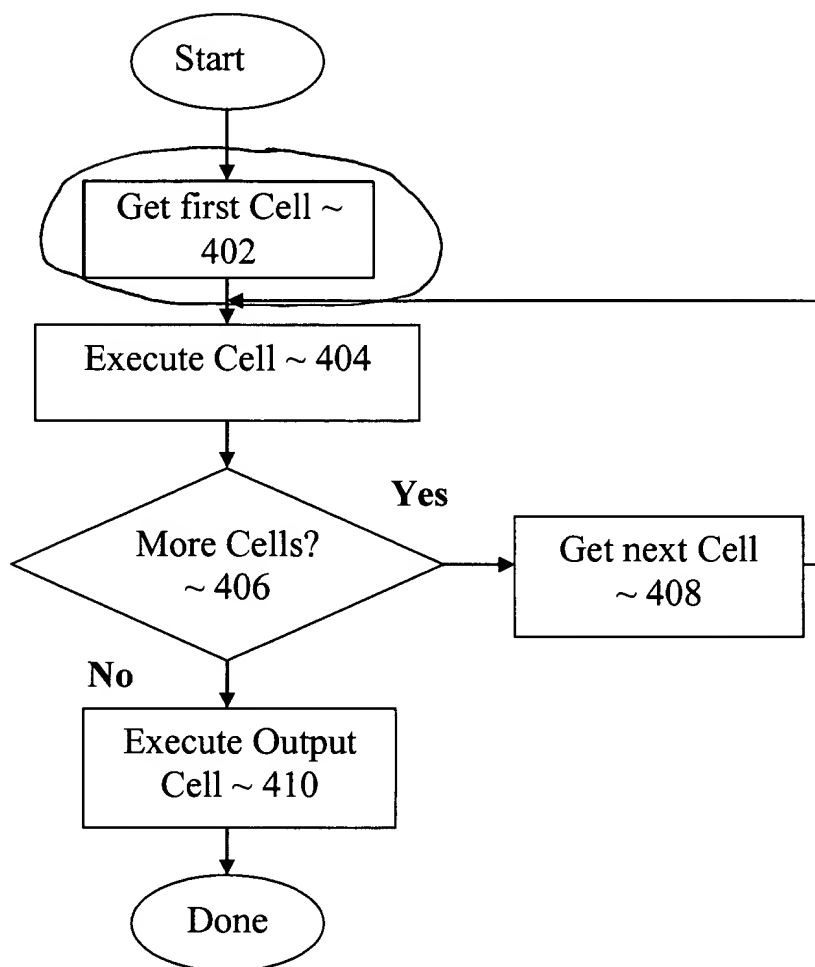 Start
Get first Cell ~
402
Execute Cell ~ 404
More Cells?
~ 406
Yes
Get next Cell
~ 408
No
Execute Output
Cell ~ 410
Done